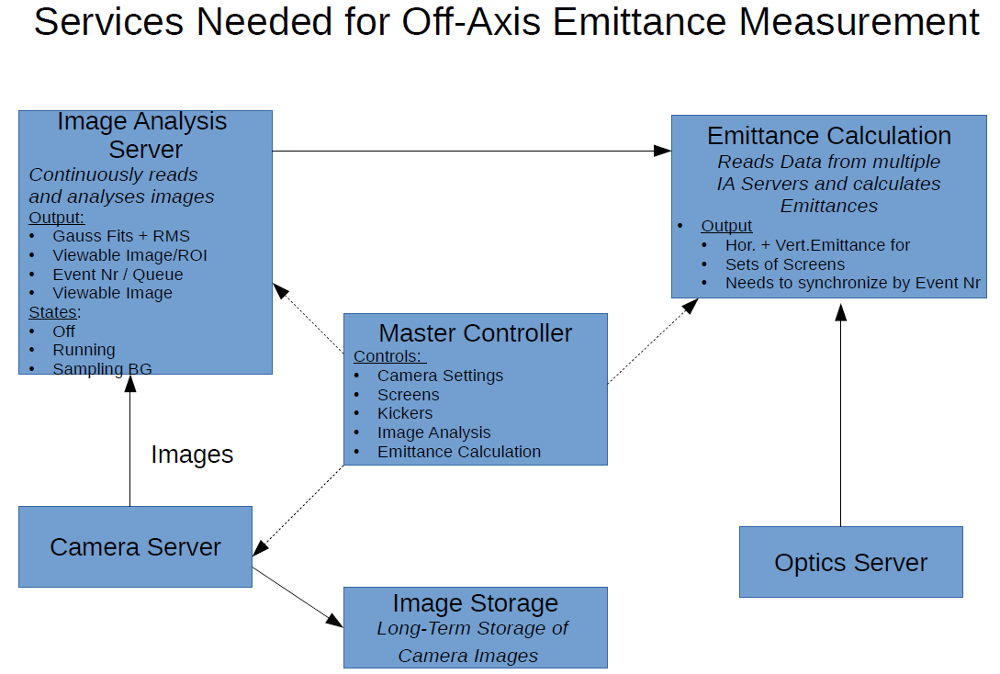 Services Needed for Off-Axis Emittance Measurement
Image Analysis
Server
Continuously reads
and analyses images
Output:
• Gauss Fits + RMS
• Viewable Image/ROI
• Event Nr / Queue
• Viewable Image
States:
• Off
• Running
• Sampling BG
Emittance Calculation
Reads Data from multiple
IA Servers and calculates
Emittances
• Output
• Hor. + Vert.Emittance for
• Sets of Screens
• Needs to synchronize by Event Nr
Master Controller
Controls:
• Camera Settings
• Screens
• Kickers
• Image Analysis
• Emittance Calculation
Images
Camera Server
Optics Server
Image Storage
Long-Term Storage of
Camera Images